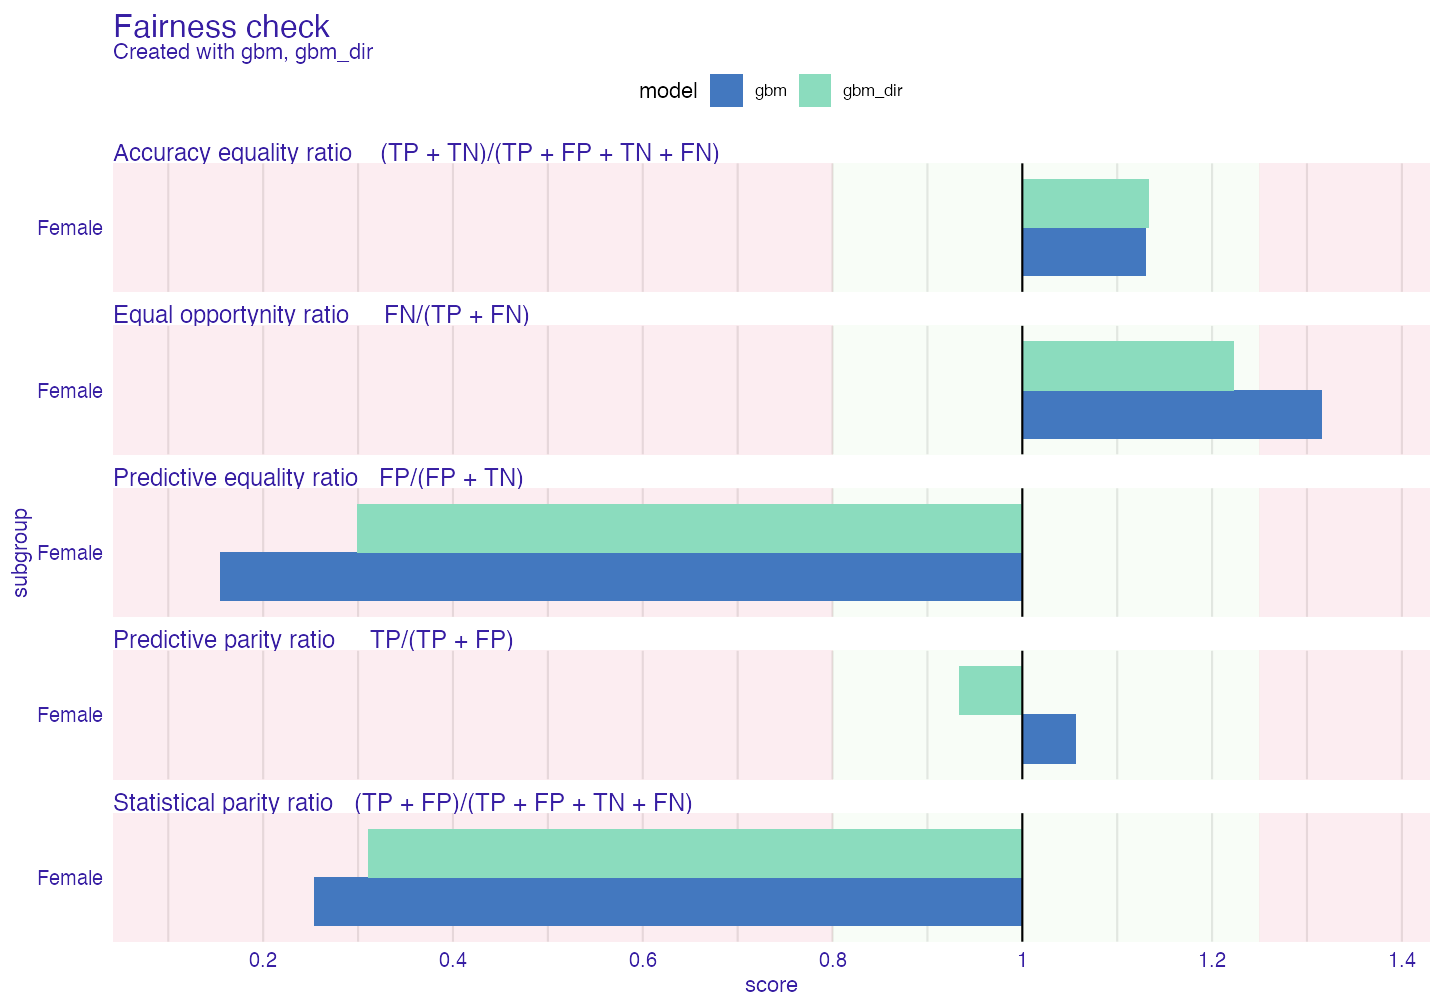 Fairness check
Created with gbm, gbm_dir
model gbm gbm_dir
Accuracy equality ratio (TP + TN)/(TP + FP + TN + FN)
Female
Equal opportynity ratio FN/(TP + FN)
Female
Predictive equality ratio FP/(FP + TN)
Female
subgroup
Predictive parity ratio TP/(TP + FP)
Female
Statistical parity ratio (TP + FP)/(TP + FP + TN + FN)
Female
0.2 0.4 0.6 0.8 1 1.2 1.4
score